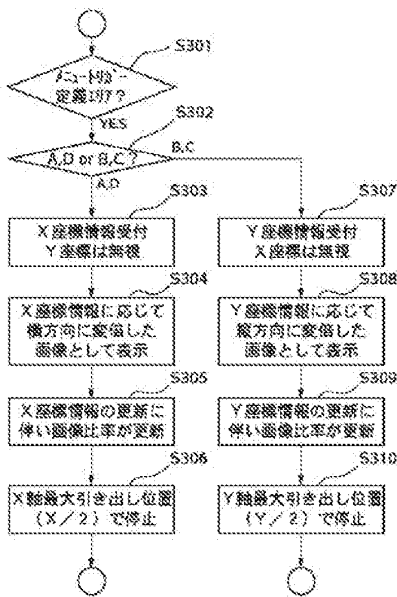 S301
メニュートリガー
定義エリア?
YES
S302
A,D or B,C?
B,C
A,D
S303
X座標情報受付
Y座標は無視
S304
X座標情報に応じて
横方向に変倍した
画像として表示
S305
X座標情報の更新に
伴い画像比率が更新
S306
X軸最大引き出し位置
(X/2)で停止
S307
Y座標情報受付
X座標は無視
S308
Y座標情報に応じて
縦方向に変倍した
画像として表示
S309
Y座標情報の更新に
伴い画像比率が更新
S310
Y軸最大引き出し位置
(Y/2)で停止